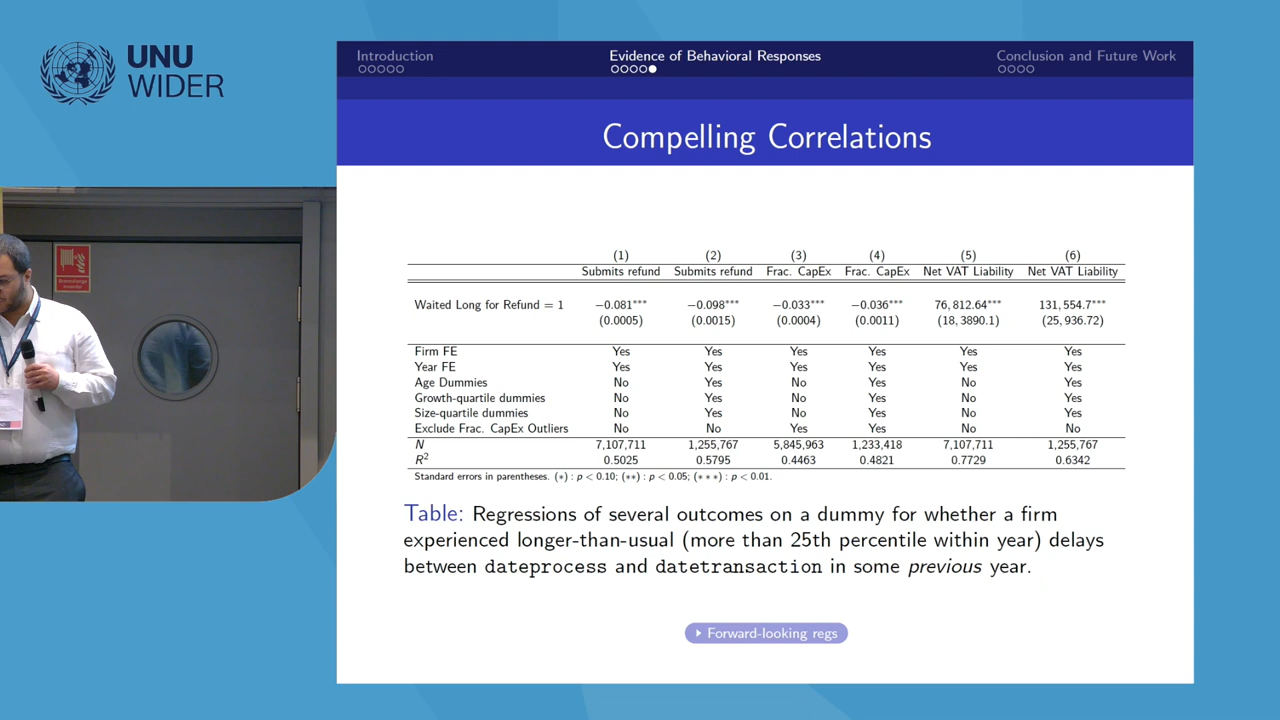 UNU
WIDER
Introduction
Evidence of Behavioral Responses
Conclusion and Future Work
Compelling Correlations
(1) (2) (3) (4) (5) (6)
Submits refund Submits refund Frac. CapEx Frac. CapEx Net VAT Liability Net VAT Liability
Waited Long for Refund = 1 −0.081*** −0.098*** −0.033*** −0.036*** 76,812.64*** 131,554.7***
(0.0005) (0.0015) (0.0004) (0.0011) (18,3890.1) (25,936.72)
Firm FE Yes Yes Yes Yes Yes Yes
Year FE Yes Yes Yes Yes Yes Yes
Age Dummies No Yes No Yes No Yes
Growth-quartile dummies No Yes No Yes No Yes
Size-quartile dummies No Yes No Yes No Yes
Exclude Frac. CapEx Outliers No No Yes Yes No No
N 7,107,711 1,255,767 5,845,963 1,233,418 7,107,711 1,255,767
R² 0.5025 0.5795 0.4463 0.4821 0.7729 0.6342
Standard errors in parentheses. (∗) : p < 0.10; (∗∗) : p < 0.05; (∗ ∗ ∗) : p < 0.01.
Table: Regressions of several outcomes on a dummy for whether a firm
experienced longer-than-usual (more than 25th percentile within year) delays
between dateprocess and datetransaction in some previous year.
Forward-looking regs